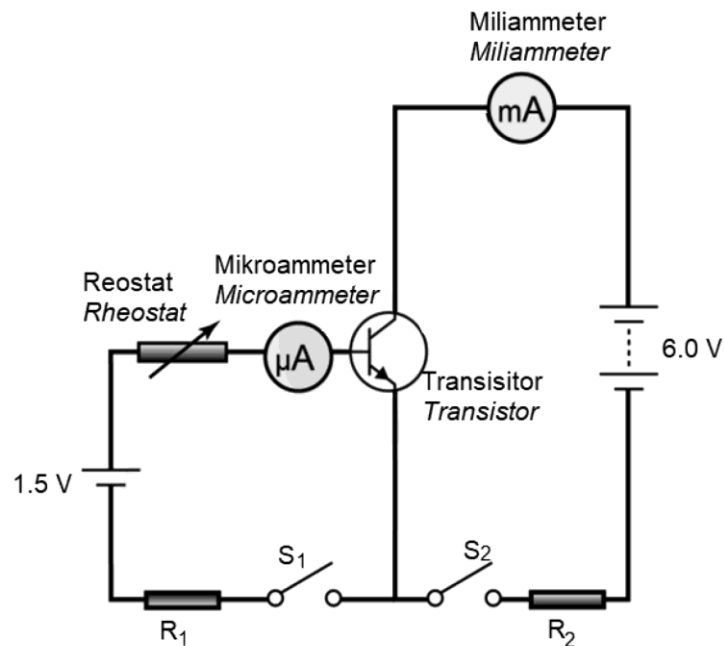 Miliammeter
Miliammeter
mA
Reostat
Rheostat
Mikroammeter
Microammeter
µA
Transisitor
Transistor
6.0 V
1.5 V
S1
S2
R1
R2